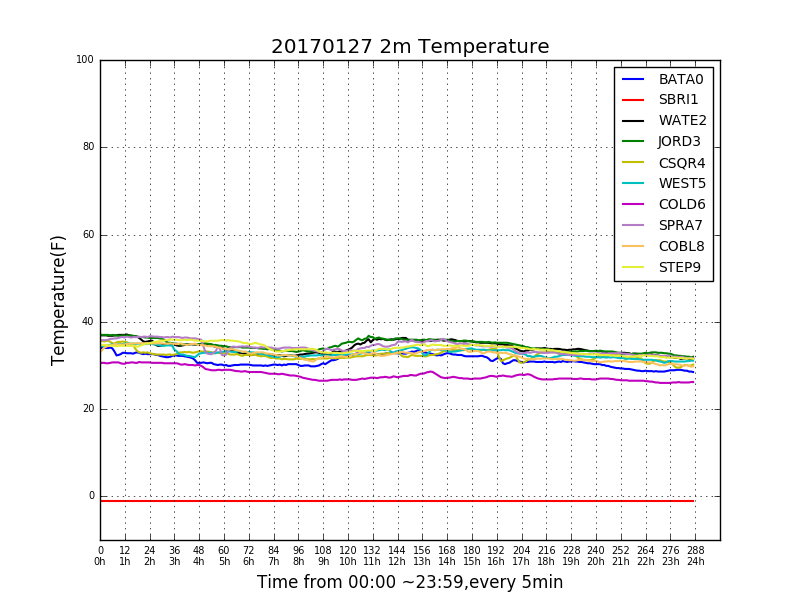 20170127 2m Temperature
100
80
60
40
20
0
Temperature(F)
BATA0
SBRI1
WATE2
JORD3
CSQR4
WEST5
COLD6
SPRA7
COBL8
STEP9
0 12 24 36 48 60 72 84 96 108 120 132 144 156 168 180 192 204 216 228 240 252 264 276 288
0h 1h 2h 3h 4h 5h 6h 7h 8h 9h 10h 11h 12h 13h 14h 15h 16h 17h 18h 19h 20h 21h 22h 23h 24h
Time from 00:00 ~23:59,every 5min